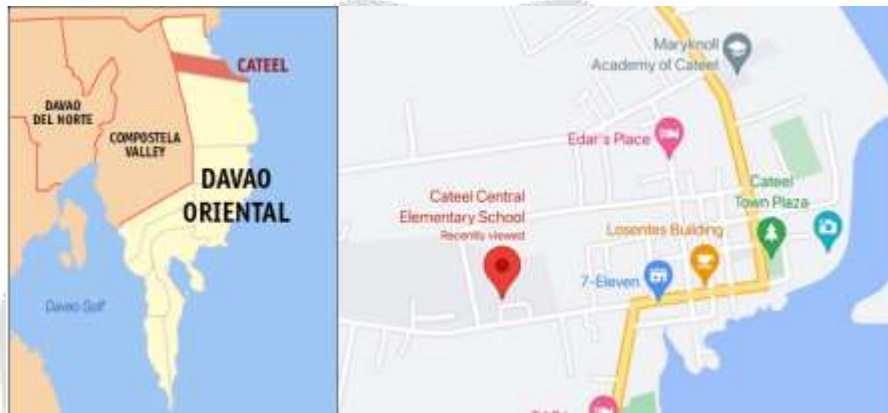 CATEEL
DAVAO
DEL NORTE
COMPOSTELA
VALLEY
DAVAO
ORIENTAL
Davao Golf
Maryknoll
Academy of Cateel
Edar's Place
Cateel Central
Elementary School
Recently viewed
Cateel
Town Plaza
Losentes Building
7-Eleven